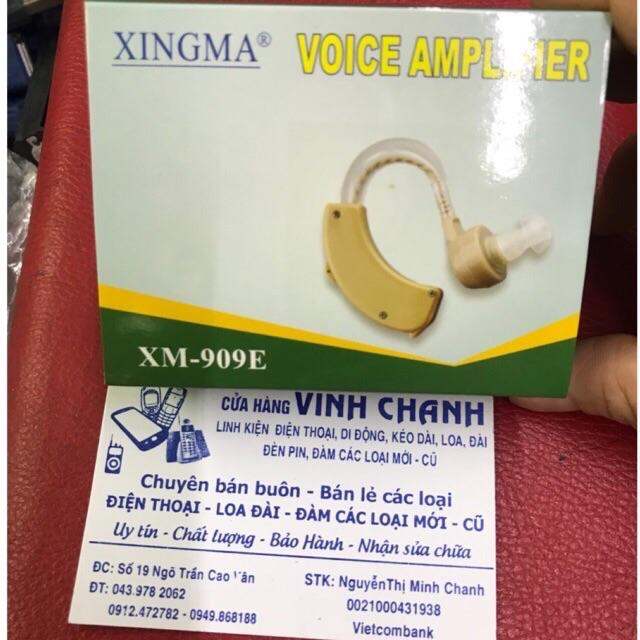 XINGMA® VOICE AMPLIFIER
XM-909E
CỬA HÀNG VINH CHANH
LINH KIỆN ĐIỆN THOẠI, DI ĐỘNG, KÉO DÀI, LOA, ĐÀI
ĐÈN PIN, ĐÀM CÁC LOẠI MỚI - CŨ
Chuyên bán buôn - Bán lẻ các loại
ĐIỆN THOẠI - LOA ĐÀI - ĐÀM CÁC LOẠI MỚI - CŨ
Uy tín - Chất lượng - Bảo Hành - Nhận sửa chữa
ĐC: Số 19 Ngõ Trần Cao Vân
ĐT: 043.978 2062
0912.472782 - 0949.868188
STK: NguyễnThị Minh Chanh
0021000431938
Vietcombank